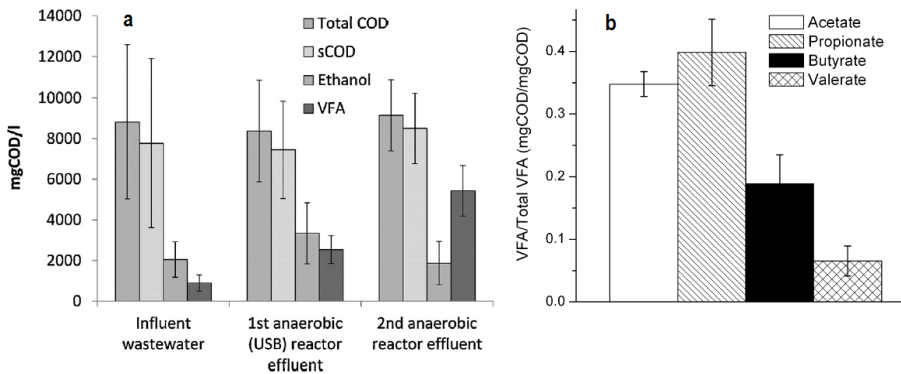 a
mgCOD/l
14000
12000
10000
8000
6000
4000
2000
0
Total COD
sCOD
Ethanol
VFA
Influent
wastewater
1st anaerobic
(USB) reactor
effluent
2nd anaerobic
reactor effluent
b
VFA/Total VFA (mgCOD/mgCOD)
0.4
0.3
0.2
0.1
0.0
Acetate
Propionate
Butyrate
Valerate